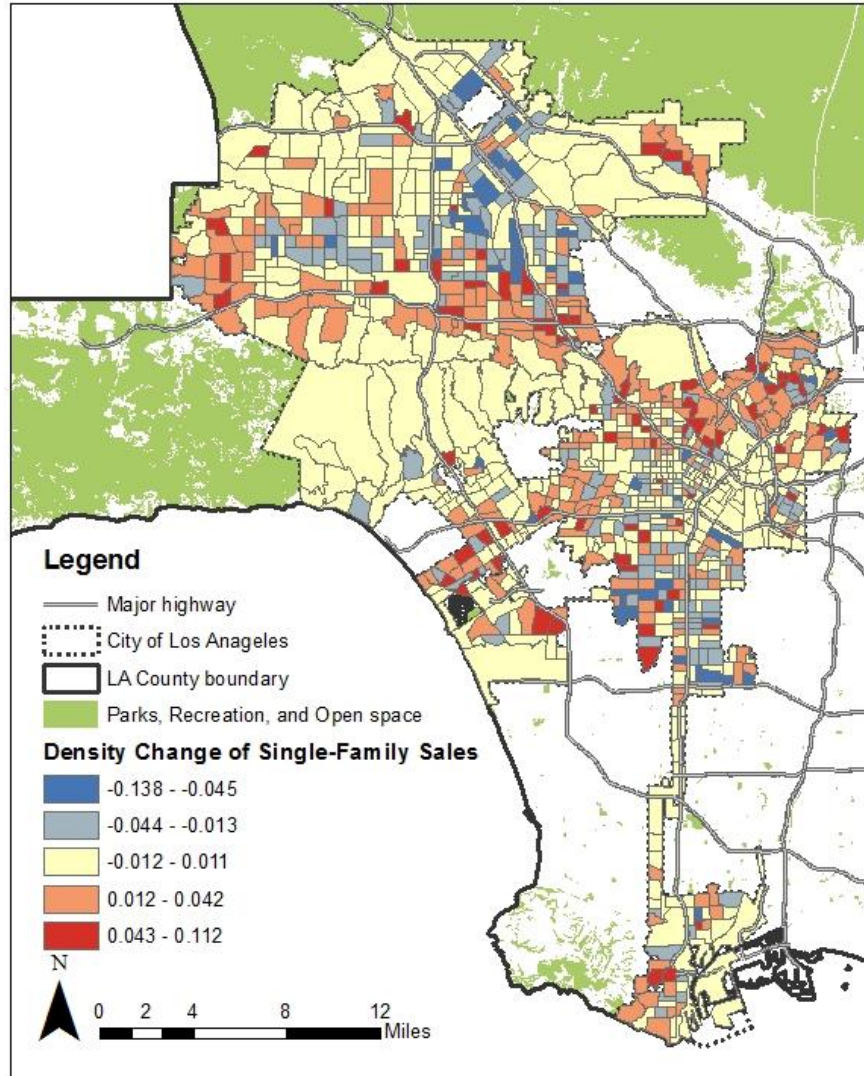 Legend
Major highway
City of Los Anageles
LA County boundary
Parks, Recreation, and Open space
Density Change of Single-Family Sales
-0.138 - -0.045
-0.044 - -0.013
-0.012 - 0.011
0.012 - 0.042
0.043 - 0.112
N
0 2 4 8 12
Miles